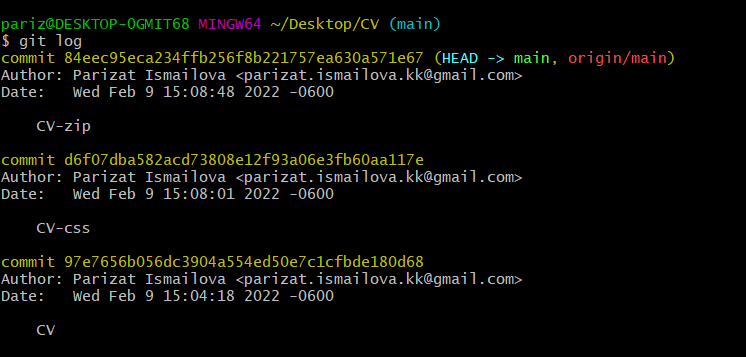 pariz@DESKTOP-OGMIT68 MINGW64 ~/Desktop/CV (main)
$ git log
commit 84eec95eca234ffb256f8b221757ea630a571e67 (HEAD -> main, origin/main)
Author: Parizat Ismailova <parizat.ismailova.kk@gmail.com>
Date:   Wed Feb 9 15:08:48 2022 -0600
    CV-zip
commit d6f07dba582acd73808e12f93a06e3fb60aa117e
Author: Parizat Ismailova <parizat.ismailova.kk@gmail.com>
Date:   Wed Feb 9 15:08:01 2022 -0600
    CV-css
commit 97e7656b056dc3904a554ed50e7c1cfbde180d68
Author: Parizat Ismailova <parizat.ismailova.kk@gmail.com>
Date:   Wed Feb 9 15:04:18 2022 -0600
    CV